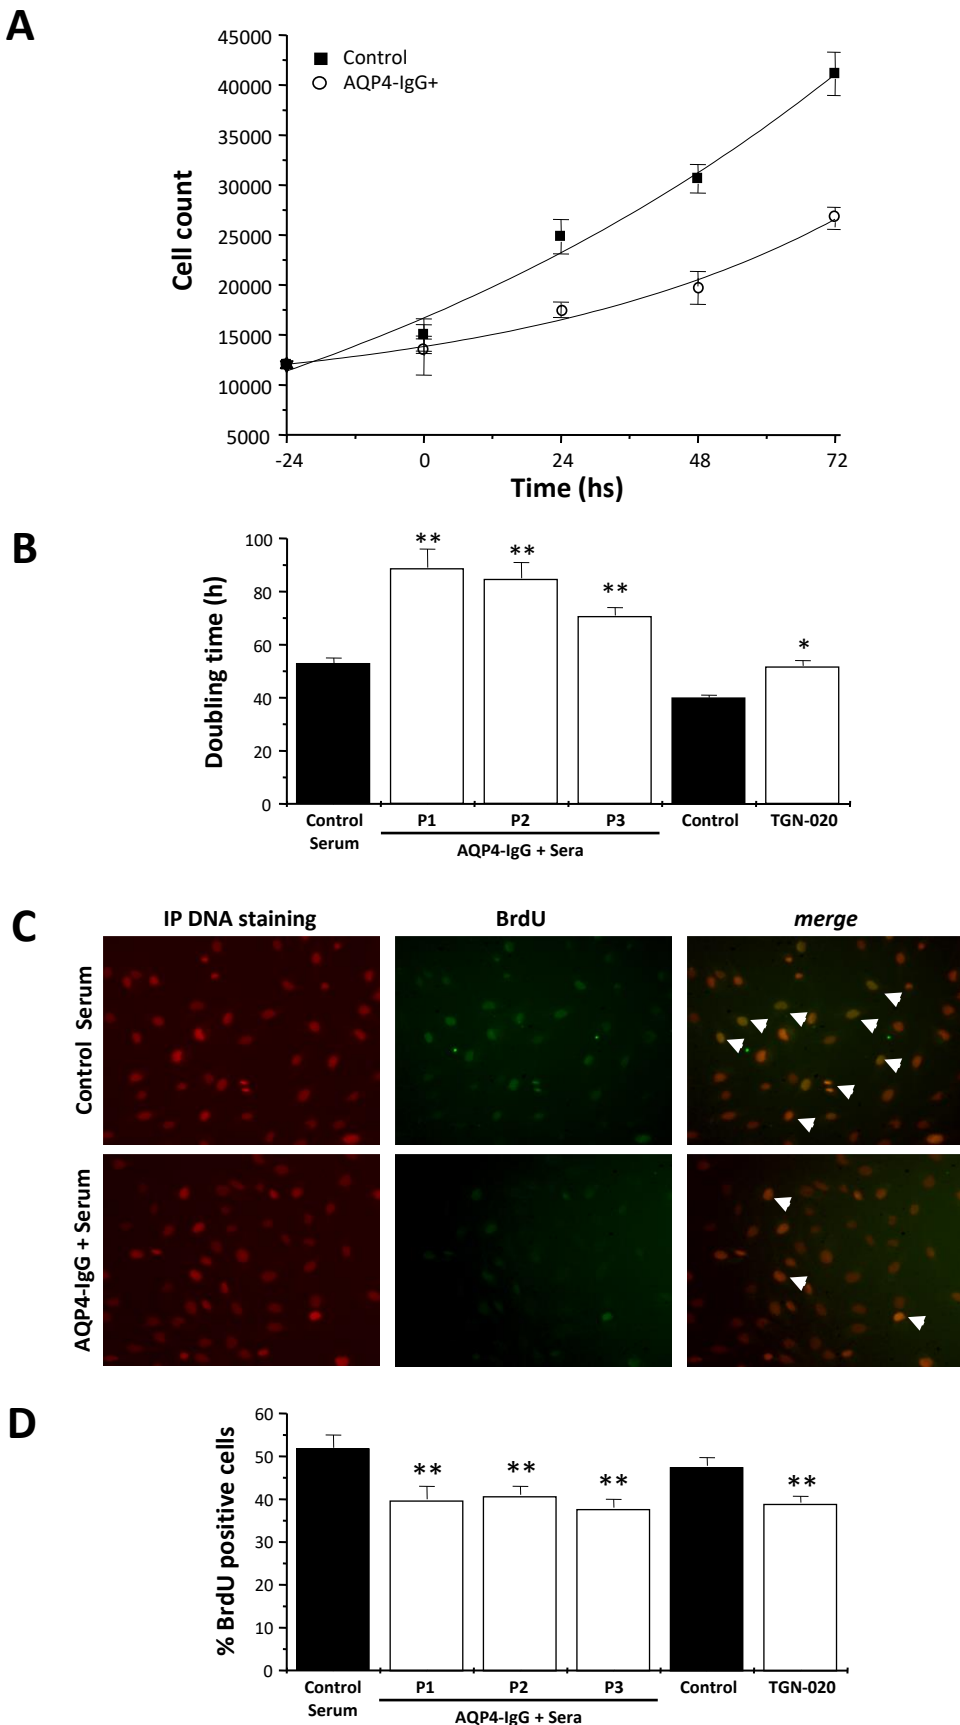 A
45000
40000
35000
30000
25000
20000
15000
10000
5000
Cell count
Control
AQP4-IgG+
-24 0 24 48 72
Time (hs)
B
100
80
60
40
20
0
Doubling time (h)
** ** ** *
Control Serum P1 P2 P3 Control TGN-020
AQP4-IgG + Sera
C
IP DNA staining BrdU merge
Control Serum
AQP4-IgG + Serum
D
60
50
40
30
20
10
0
% BrdU positive cells
** ** ** **
Control Serum P1 P2 P3 Control TGN-020
AQP4-IgG + Sera